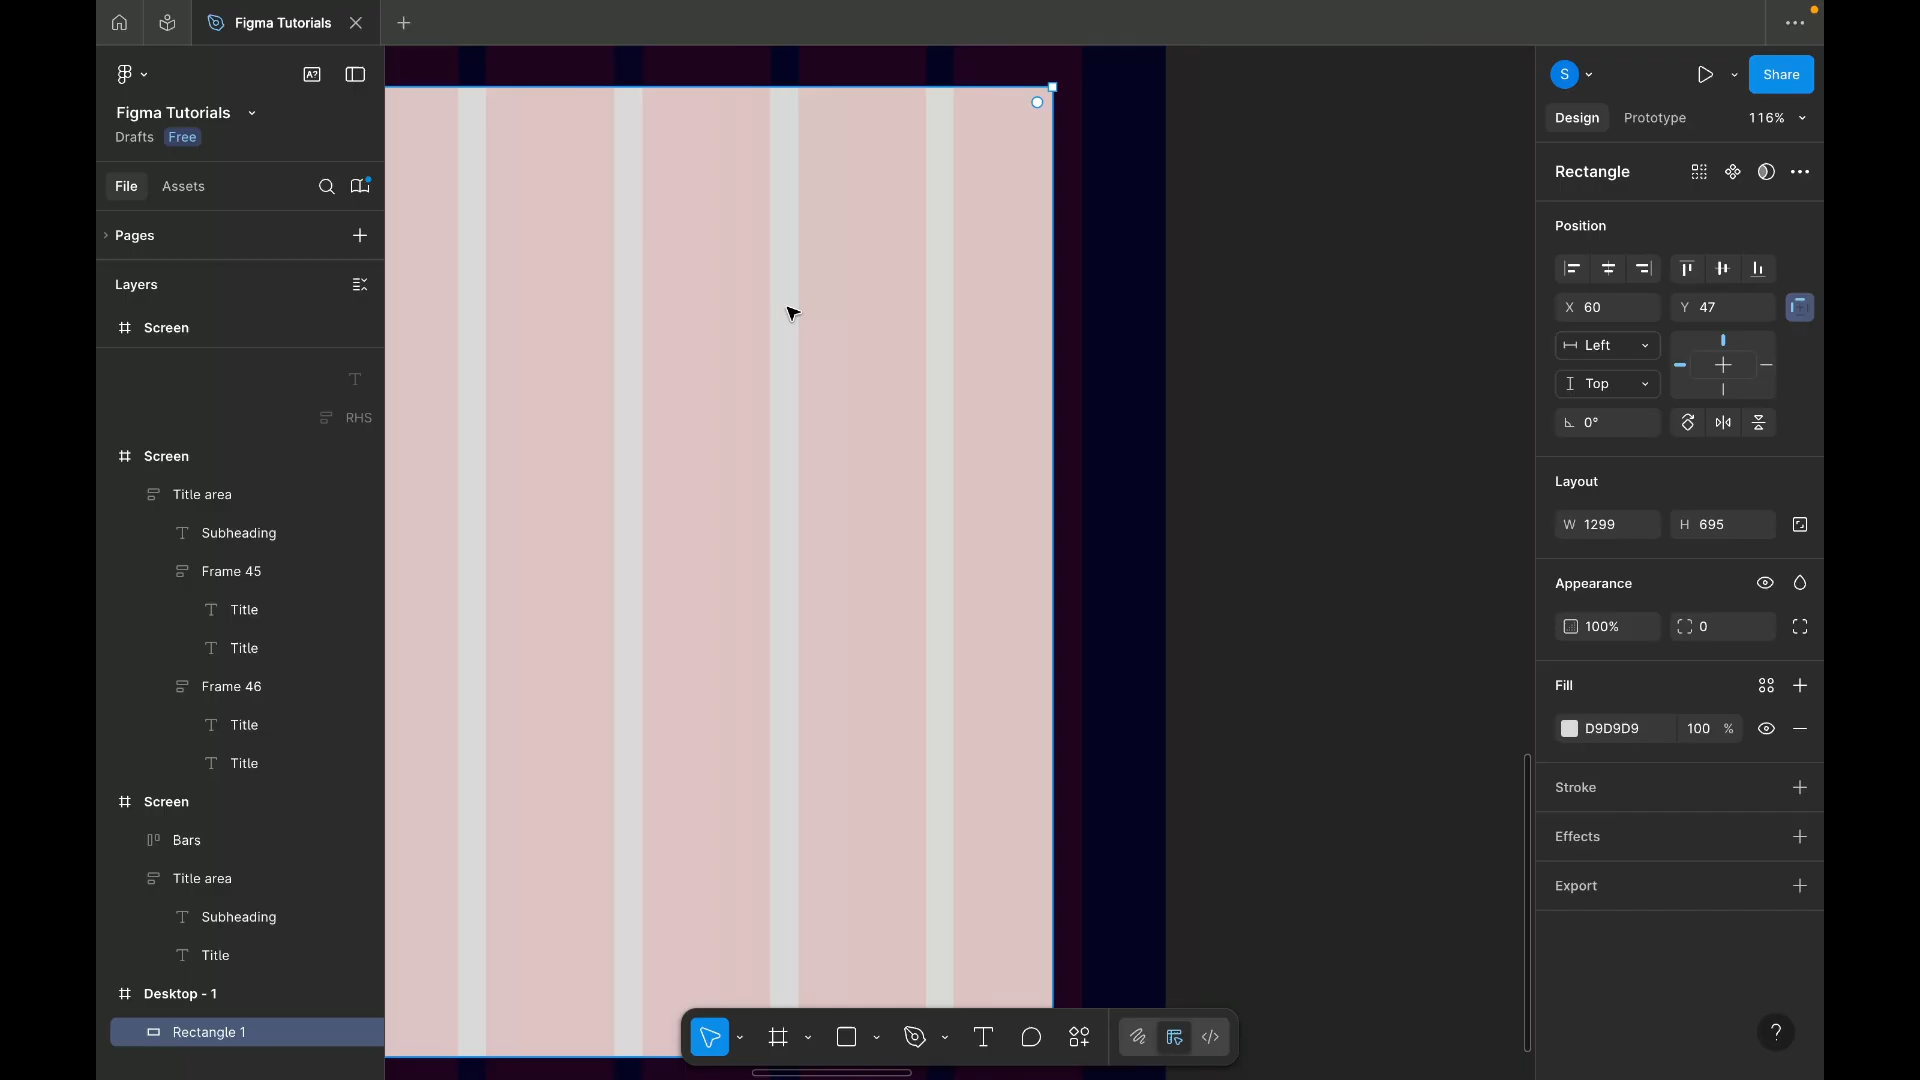 Figma Tutorials
A?
Figma Tutorials
Drafts Free
File Assets
Pages
Layers
Screen
T
RHS
Screen
Title area
T Subheading
Frame 45
T Title
T Title
Frame 46
T Title
T Title
Screen
Bars
Title area
T Subheading
T Title
Desktop - 1
Rectangle 1
T
S
Share
Design Prototype 116%
Rectangle
Position
X 60 Y 47
Left
Top
0°
Layout
W 1299 H 695
Appearance
100% 0
Fill
D9D9D9 100 %
Stroke
Effects
Export
?